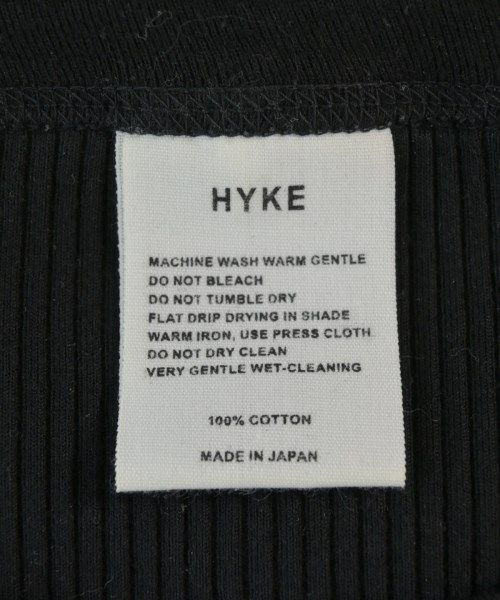 HYKE
MACHINE WASH WARM GENTLE
DO NOT BLEACH
DO NOT TUMBLE DRY
FLAT DRIP DRYING IN SHADE
WARM IRON, USE PRESS CLOTH
DO NOT DRY CLEAN
VERY GENTLE WET-CLEANING
100% COTTON
MADE IN JAPAN